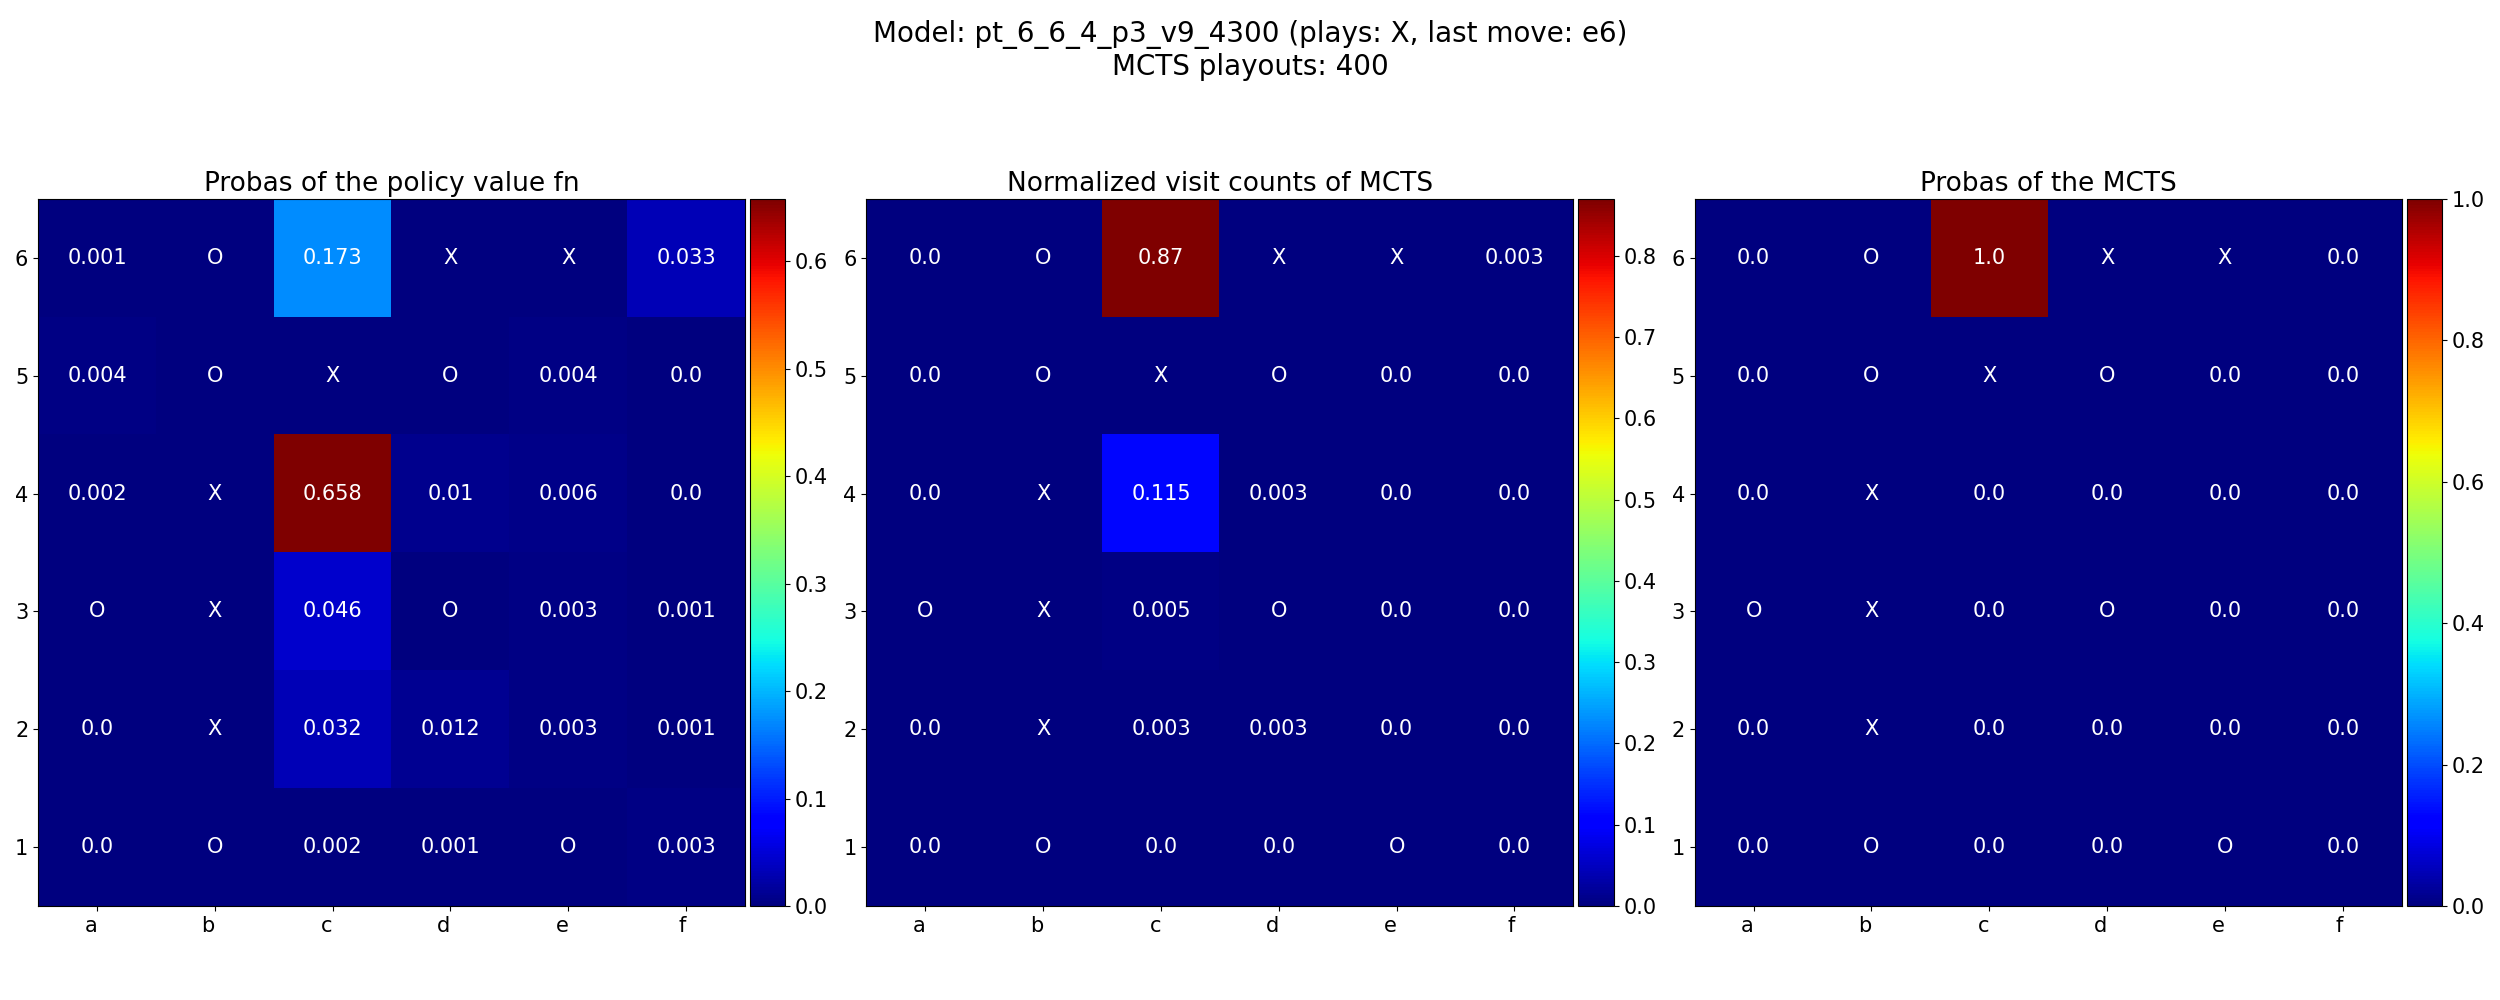 Model: pt_6_6_4_p3_v9_4300 (plays: X, last move: e6)
MCTS playouts: 400
Probas of the policy value fn
6 0.001 O 0.173 X X 0.033
5 0.004 O X O 0.004 0.0
4 0.002 X 0.658 0.01 0.006 0.0
3 O X 0.046 O 0.003 0.001
2 0.0 X 0.032 0.012 0.003 0.001
1 0.0 O 0.002 0.001 O 0.003
a b c d e f
0.6
0.5
0.4
0.3
0.2
0.1
0.0
Normalized visit counts of MCTS
6 0.0 O 0.87 X X 0.003
5 0.0 O X O 0.0 0.0
4 0.0 X 0.115 0.003 0.0 0.0
3 O X 0.005 O 0.0 0.0
2 0.0 X 0.003 0.003 0.0 0.0
1 0.0 O 0.0 0.0 O 0.0
a b c d e f
0.8
0.7
0.6
0.5
0.4
0.3
0.2
0.1
0.0
Probas of the MCTS
6 0.0 O 1.0 X X 0.0
5 0.0 O X O 0.0 0.0
4 0.0 X 0.0 0.0 0.0 0.0
3 O X 0.0 O 0.0 0.0
2 0.0 X 0.0 0.0 0.0 0.0
1 0.0 O 0.0 0.0 O 0.0
a b c d e f
1.0
0.8
0.6
0.4
0.2
0.0